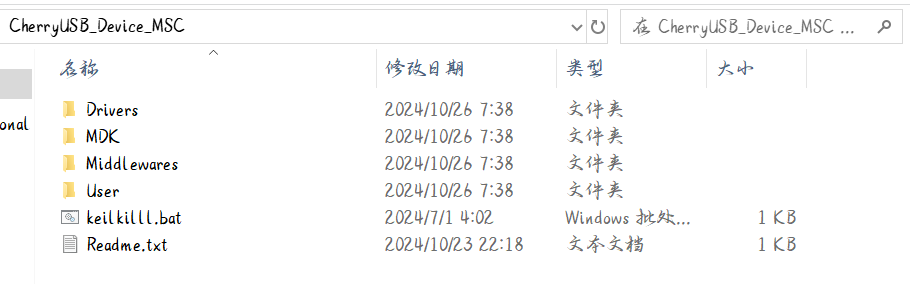 CherryUSB_Device_MSC 在 CherryUSB_Device_MSC ...
名称 修改日期 类型 大小
Drivers 2024/10/26 7:38 文件夹
onal
MDK 2024/10/26 7:38 文件夹
Middlewares 2024/10/26 7:38 文件夹
User 2024/10/26 7:38 文件夹
keilkilll.bat 2024/7/1 4:02 Windows 批处... 1 KB
Readme.txt 2024/10/23 22:18 文本文档 1 KB